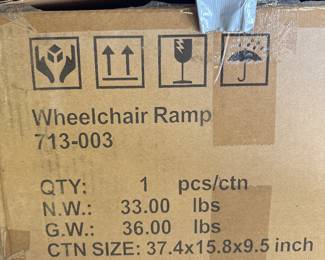 Wheelchair Ramp
713-003
QTY: 1 pcs/ctn
N.W.: 33.00 lbs
G.W.: 36.00 lbs
CTN SIZE: 37.4x15.8x9.5 inch